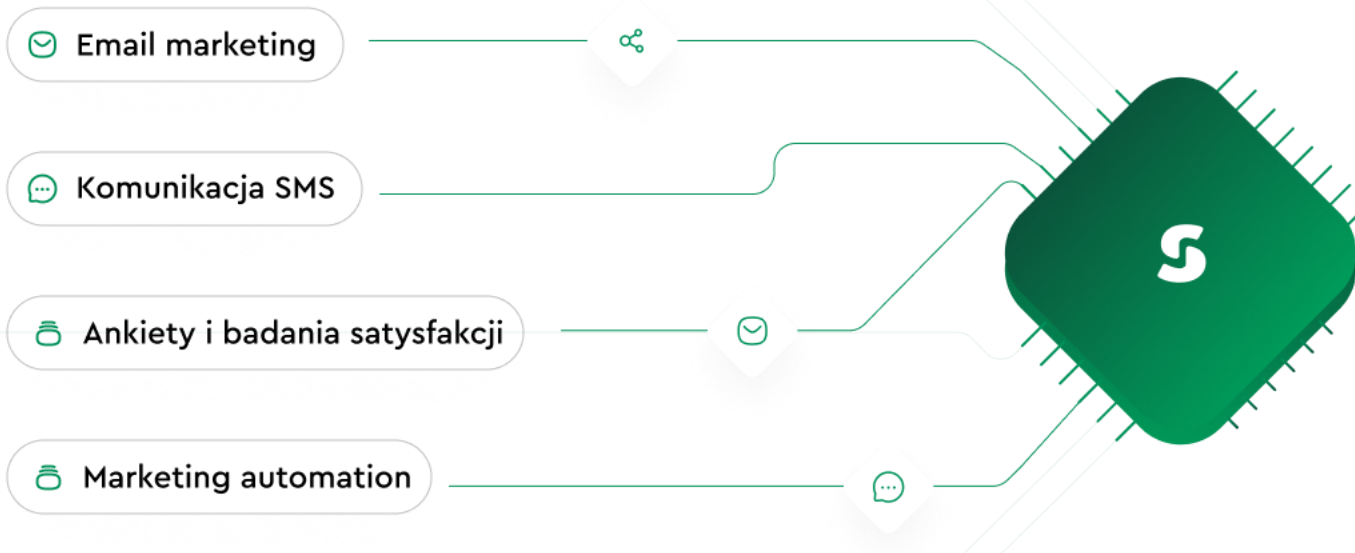 Email marketing
Komunikacja SMS
Ankiety i badania satysfakcji
Marketing automation
S